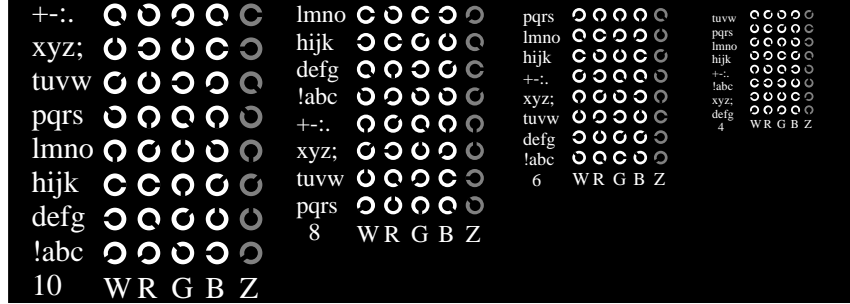 +-:.
xyz;
tuvw
pqrs
lmno
hijk
defg
!abc
10 W R G B Z
lmno
hijk
defg
!abc
+-:.
xyz;
tuvw
pqrs
8 W R G B Z
pqrs
lmno
hijk
+-:.
xyz;
tuvw
defg
!abc
6 W R G B Z
tuvw
pqrs
lmno
hijk
+-:.
!abc
xyz;
defg
4 W R G B Z